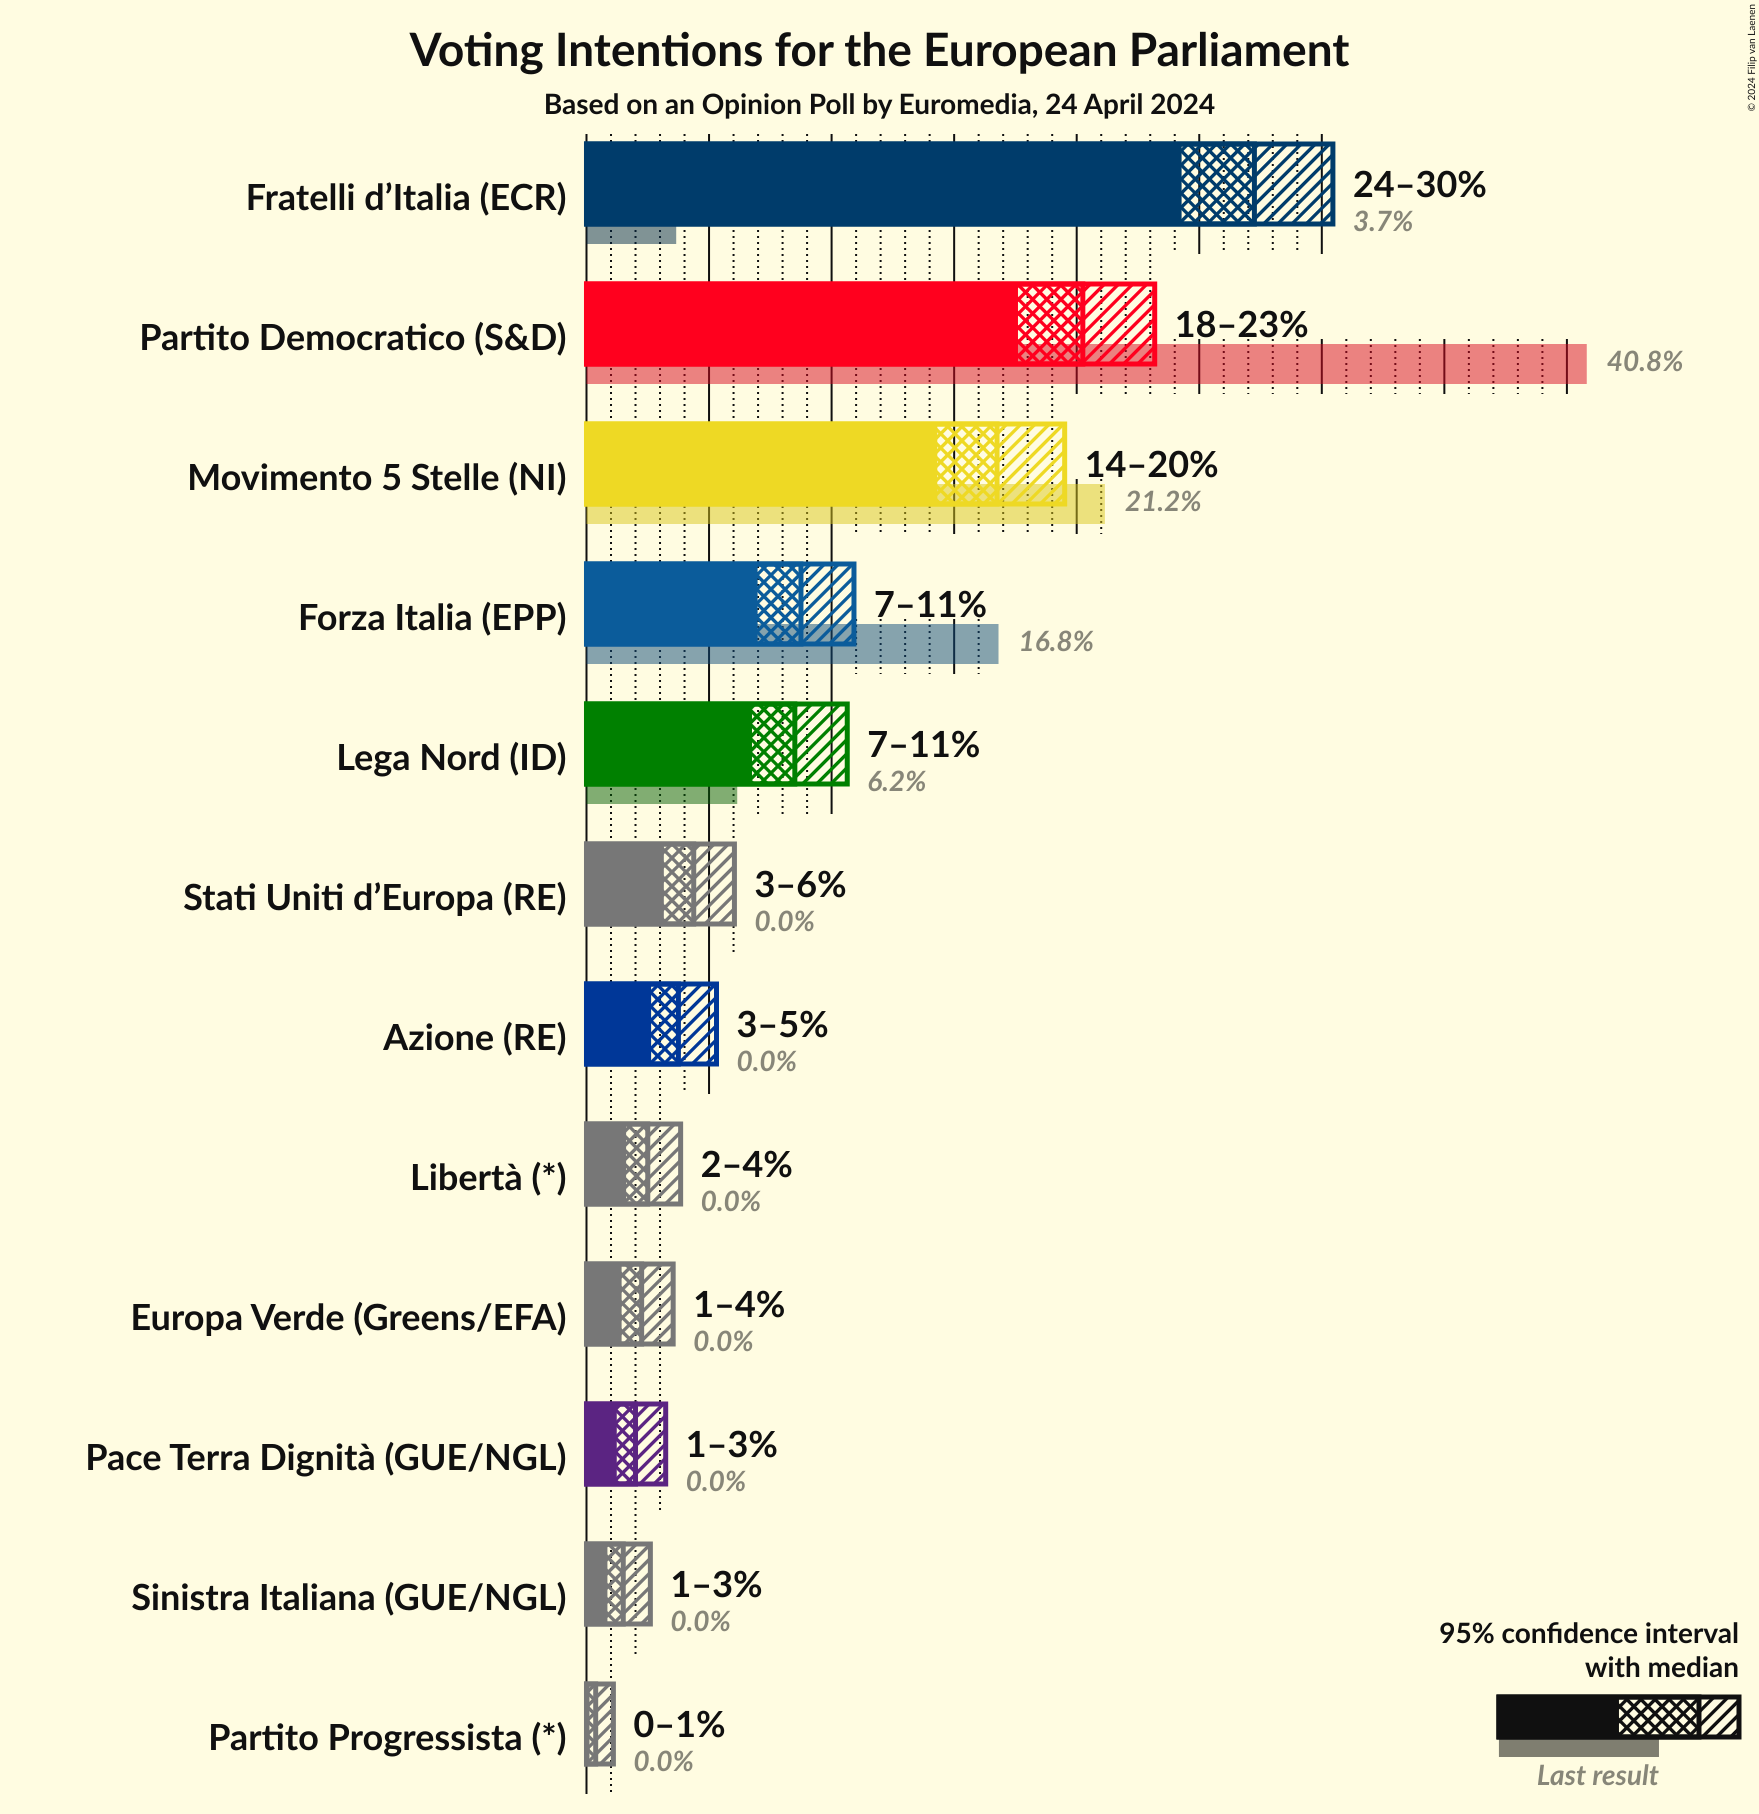 Voting Intentions for the European Parliament
Based on an Opinion Poll by Euromedia, 24 April 2024
© 2024 Filip van Laenen
Fratelli d’Italia (ECR)
24–30%
3.7%
Partito Democratico (S&D)
18–23%
40.8%
Movimento 5 Stelle (NI)
14–20%
21.2%
Forza Italia (EPP)
7–11%
16.8%
Lega Nord (ID)
7–11%
6.2%
Stati Uniti d’Europa (RE)
3–6%
0.0%
Azione (RE)
3–5%
0.0%
Libertà (*)
2–4%
0.0%
Europa Verde (Greens/EFA)
1–4%
0.0%
Pace Terra Dignità (GUE/NGL)
1–3%
0.0%
Sinistra Italiana (GUE/NGL)
1–3%
0.0%
Partito Progressista (*)
0–1%
0.0%
95% confidence interval
with median
Last result